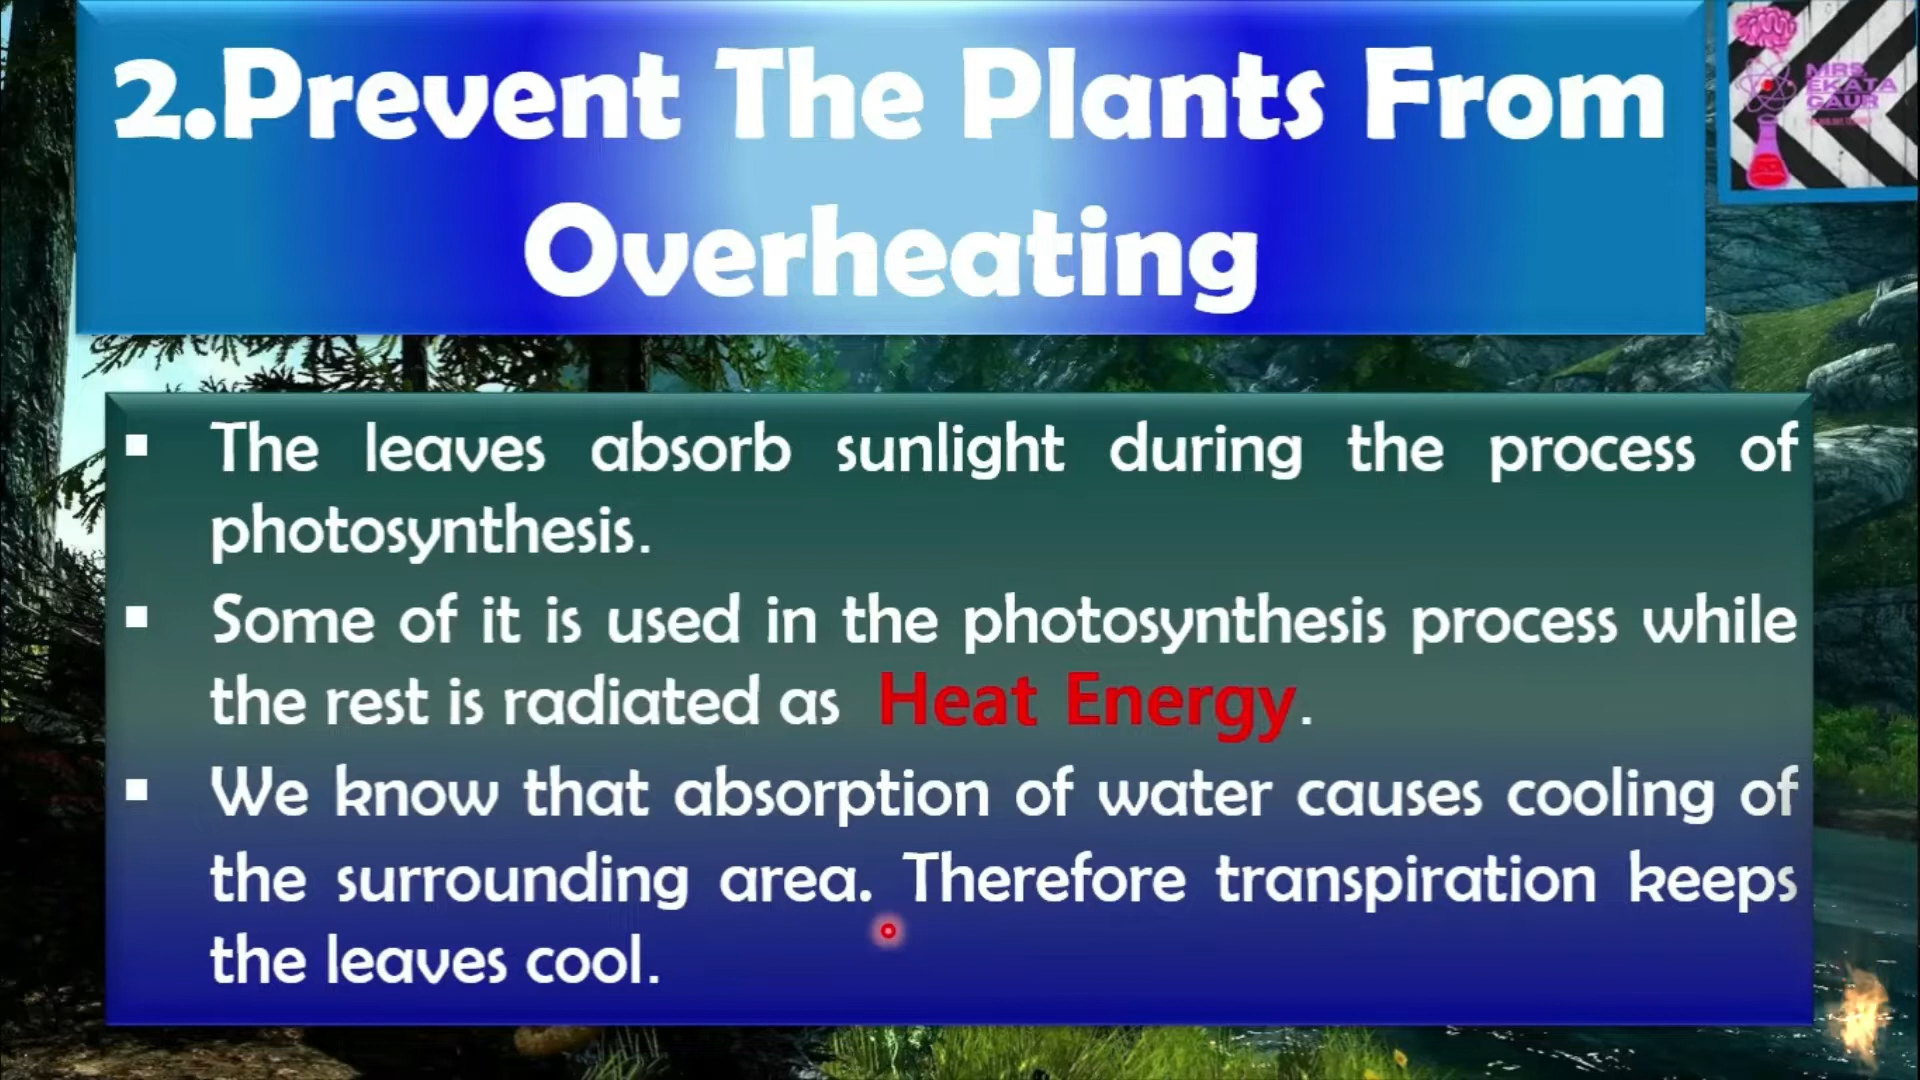 2.Prevent The Plants From
Overheating
MRS.
EKATA
GAUR
▪ The leaves absorb sunlight during the process of
photosynthesis.
▪ Some of it is used in the photosynthesis process while
the rest is radiated as Heat Energy.
▪ We know that absorption of water causes cooling of
the surrounding area. Therefore transpiration keeps
the leaves cool.